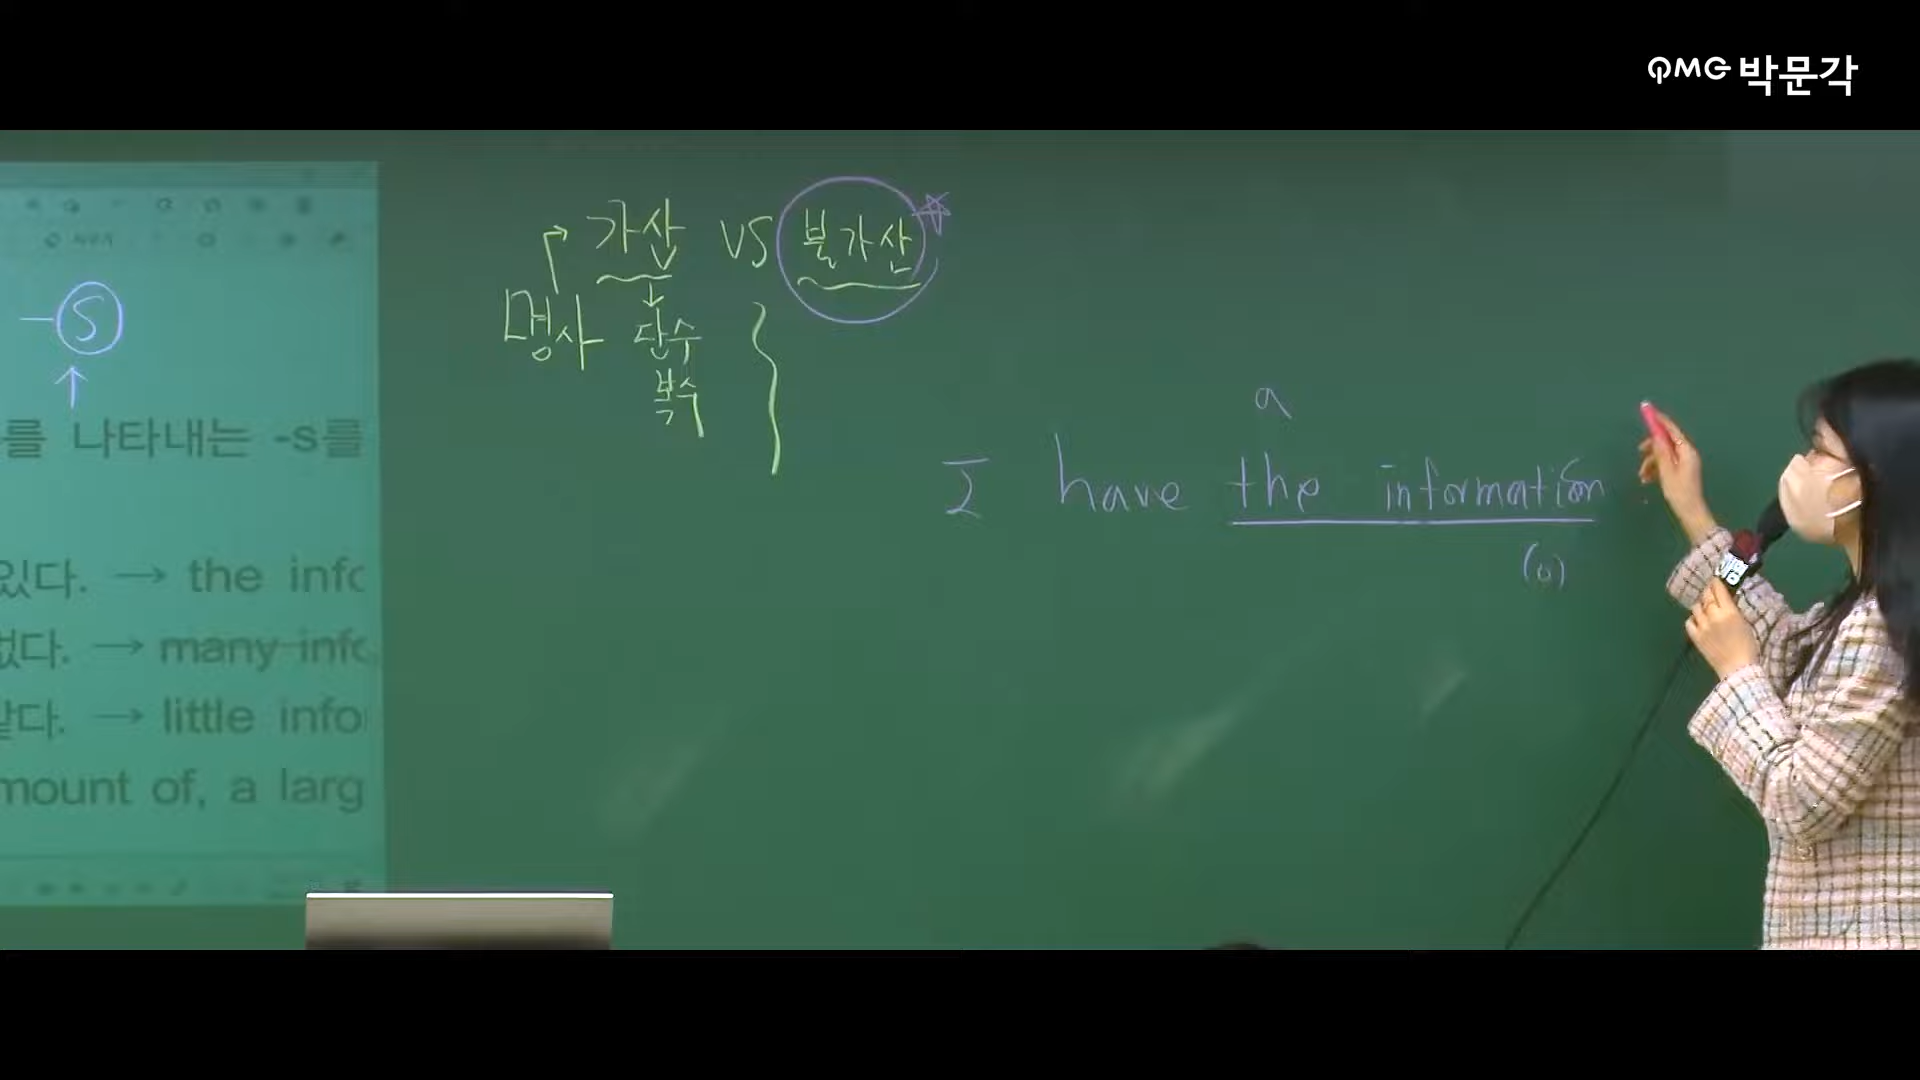 PMG 박문각
가산 VS 불가산
명사 단수
복수
S
a
I have the information.
(o)
를 나타내는 -s를
있다. → the info
없다. → many info
같다. → little info
mount of, a larg